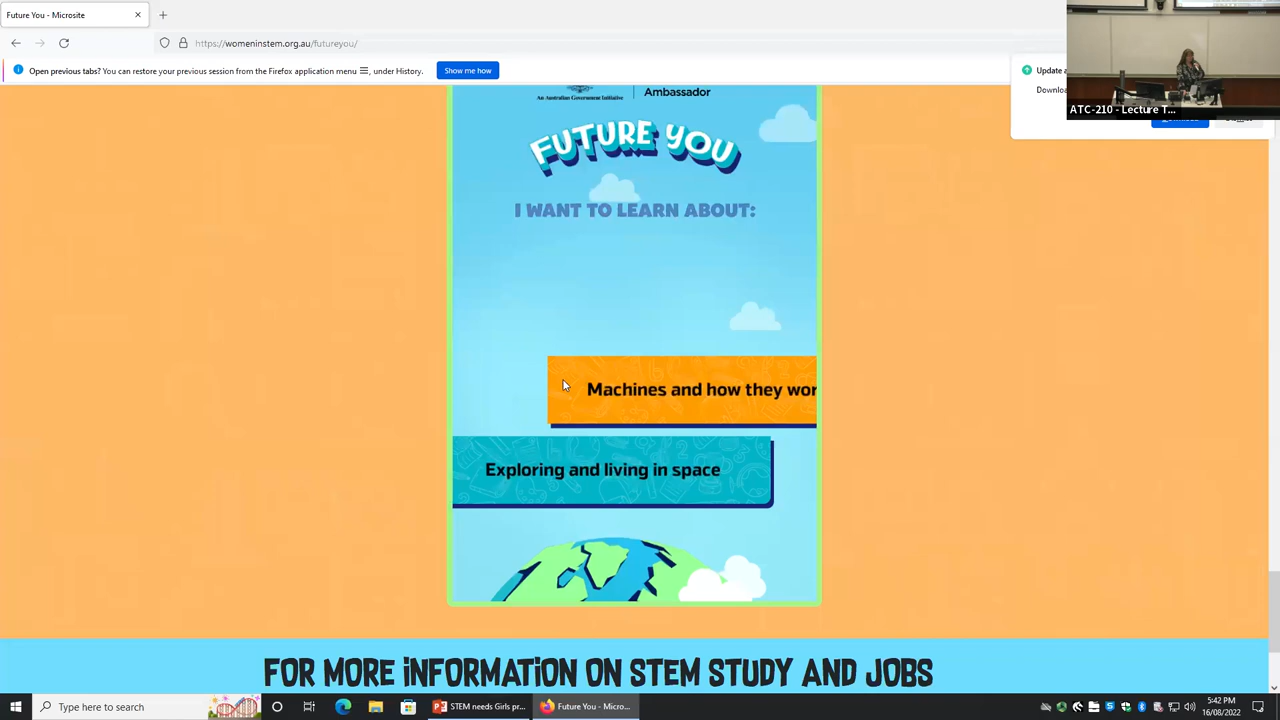 Future You - Microsite
https://womeninstem.org.au/futureyou/
Open previous tabs? You can restore your previous session from the Firefox application menu ☰, under History.
Show me how
Update a
Downloa
ATC-210 - Lecture T...
An Australian Government Initiative
Ambassador
FUTURE YOU
I WANT TO LEARN ABOUT:
Machines and how they wor
Exploring and living in space
FOR MORE INFORMATION ON STEM STUDY AND JOBS
Type here to search
STEM needs Girls pr...
Future You - Micro...
5:42 PM
16/08/2022